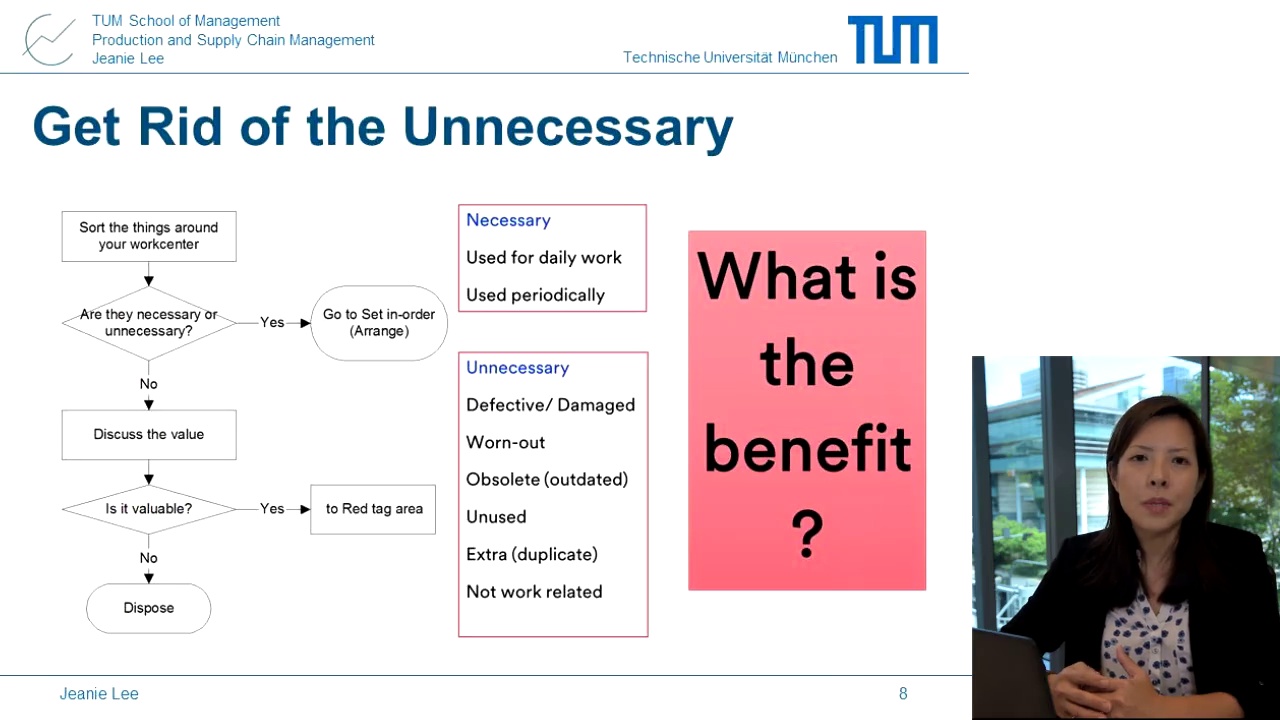 TUM School of Management
Production and Supply Chain Management
Jeanie Lee
Technische Universität München
TUM
Get Rid of the Unnecessary
Sort the things around
your workcenter
Are they necessary or
unnecessary?
Yes
Go to Set in-order
(Arrange)
No
Discuss the value
Is it valuable?
Yes
to Red tag area
No
Dispose
Necessary
Used for daily work
Used periodically
Unnecessary
Defective/ Damaged
Worn-out
Obsolete (outdated)
Unused
Extra (duplicate)
Not work related
What is
the
benefit
?
Jeanie Lee
8